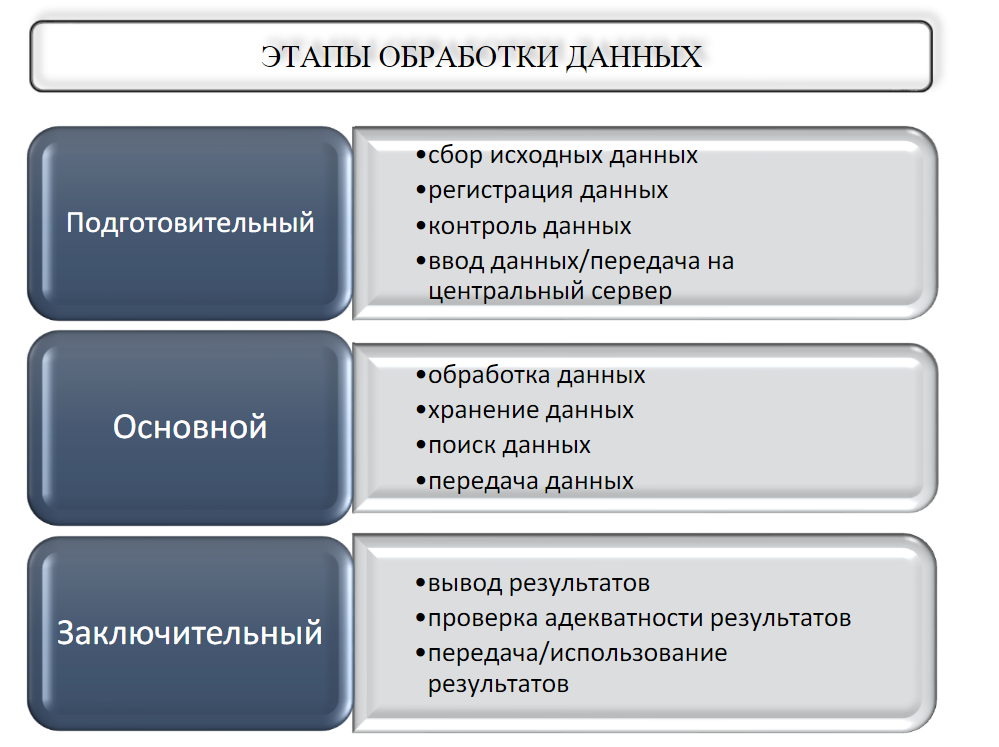 ЭТАПЫ ОБРАБОТКИ ДАННЫХ
Подготовительный
•сбор исходных данных
•регистрация данных
•контроль данных
•ввод данных/передача на
центральный сервер
Основной
•обработка данных
•хранение данных
•поиск данных
•передача данных
Заключительный
•вывод результатов
•проверка адекватности результатов
•передача/использование
результатов